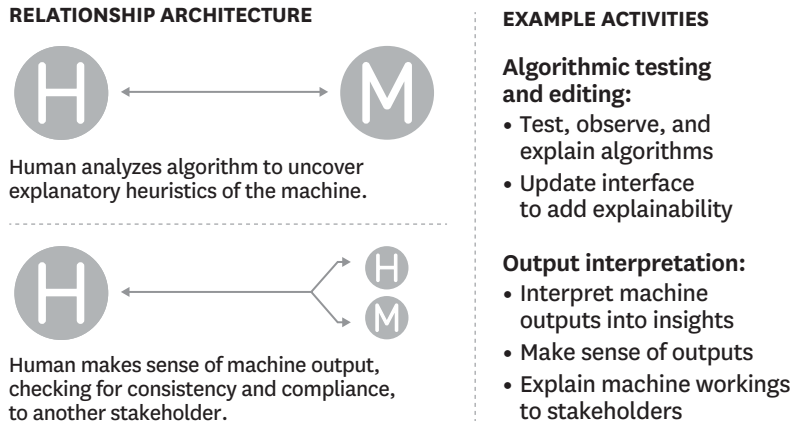 RELATIONSHIP ARCHITECTURE
H
M
Human analyzes algorithm to uncover
explanatory heuristics of the machine.
H
H
M
Human makes sense of machine output,
checking for consistency and compliance,
to another stakeholder.
EXAMPLE ACTIVITIES
Algorithmic testing
and editing:
• Test, observe, and
explain algorithms
• Update interface
to add explainability
Output interpretation:
• Interpret machine
outputs into insights
• Make sense of outputs
• Explain machine workings
to stakeholders